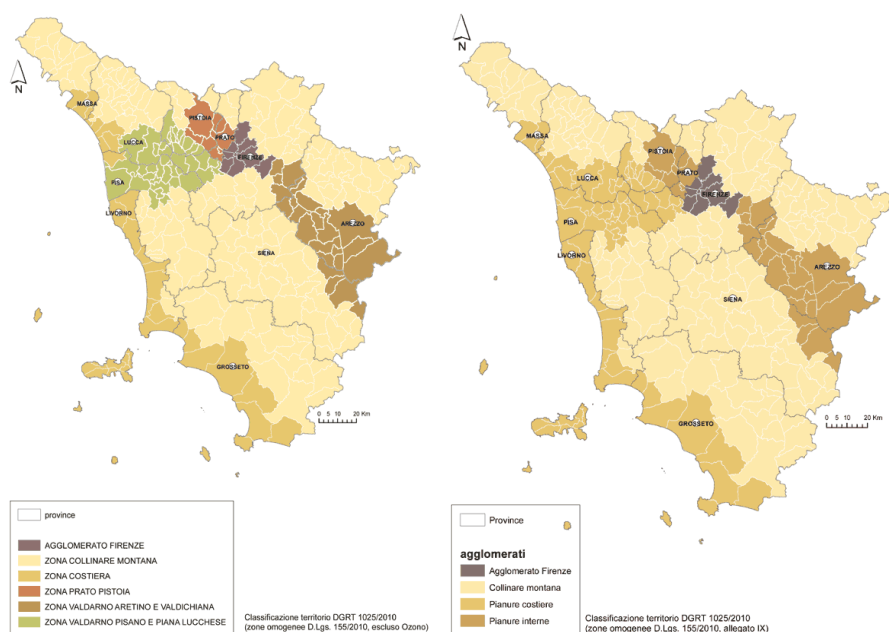 N
MASSA
PISTOIA
LUCCA
PRATO
FIRENZE
PISA
LIVORNO
AREZZO
SIENA
GROSSETO
0 5 10 20 Km
province
AGGLOMERATO FIRENZE
ZONA COLLINARE MONTANA
ZONA COSTIERA
ZONA PRATO PISTOIA
ZONA VALDARNO ARETINO E VALDICHIANA
ZONA VALDARNO PISANO E PIANA LUCCHESE
Classificazione territorio DGRT 1025/2010
(zone omogenee D.Lgs. 155/2010, escluso Ozono)
N
MASSA
PISTOIA
LUCCA
PRATO
FIRENZE
PISA
LIVORNO
AREZZO
SIENA
GROSSETO
0 5 10 20 Km
Province
agglomerati
Agglomerato Firenze
Collinare montana
Pianure costiere
Pianure interne
Classificazione territorio DGRT 1025/2010
(zone omogenee D.Lgs. 155/2010, allegato IX)